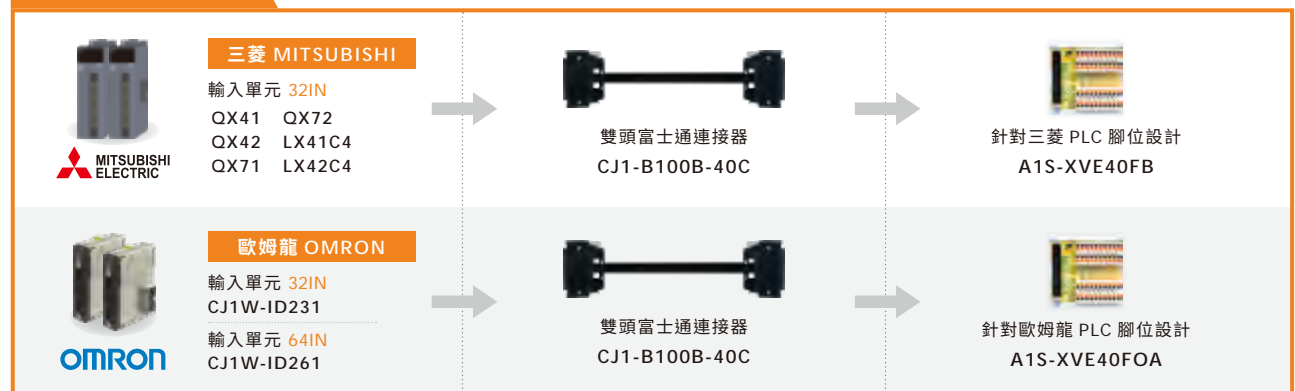 三菱 MITSUBISHI
輸入單元 32IN
QX41 QX72
QX42 LX41C4
QX71 LX42C4
MITSUBISHI
ELECTRIC
雙頭富士通連接器
CJ1-B100B-40C
針對三菱 PLC 腳位設計
A1S-XVE40FB
歐姆龍 OMRON
輸入單元 32IN
CJ1W-ID231
輸入單元 64IN
CJ1W-ID261
OMRON
雙頭富士通連接器
CJ1-B100B-40C
針對歐姆龍 PLC 腳位設計
A1S-XVE40FOA